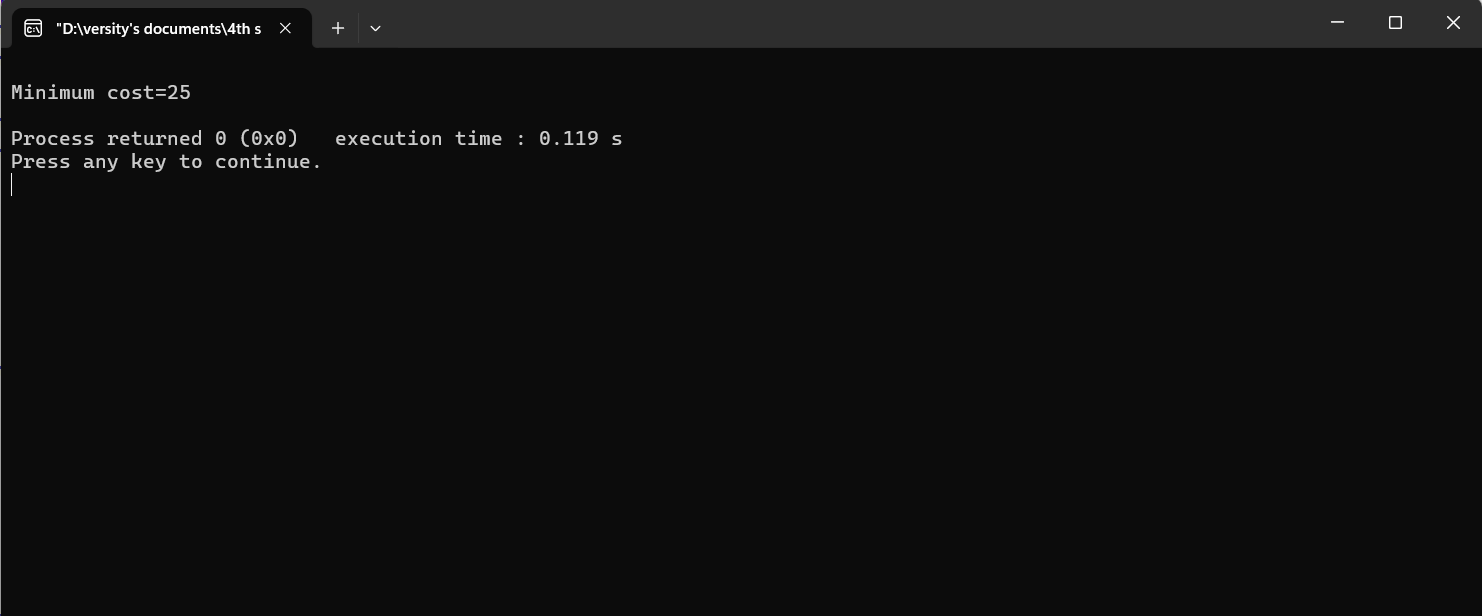 "D:\versity's documents\4th s
Minimum cost=25
Process returned 0 (0x0)   execution time : 0.119 s
Press any key to continue.